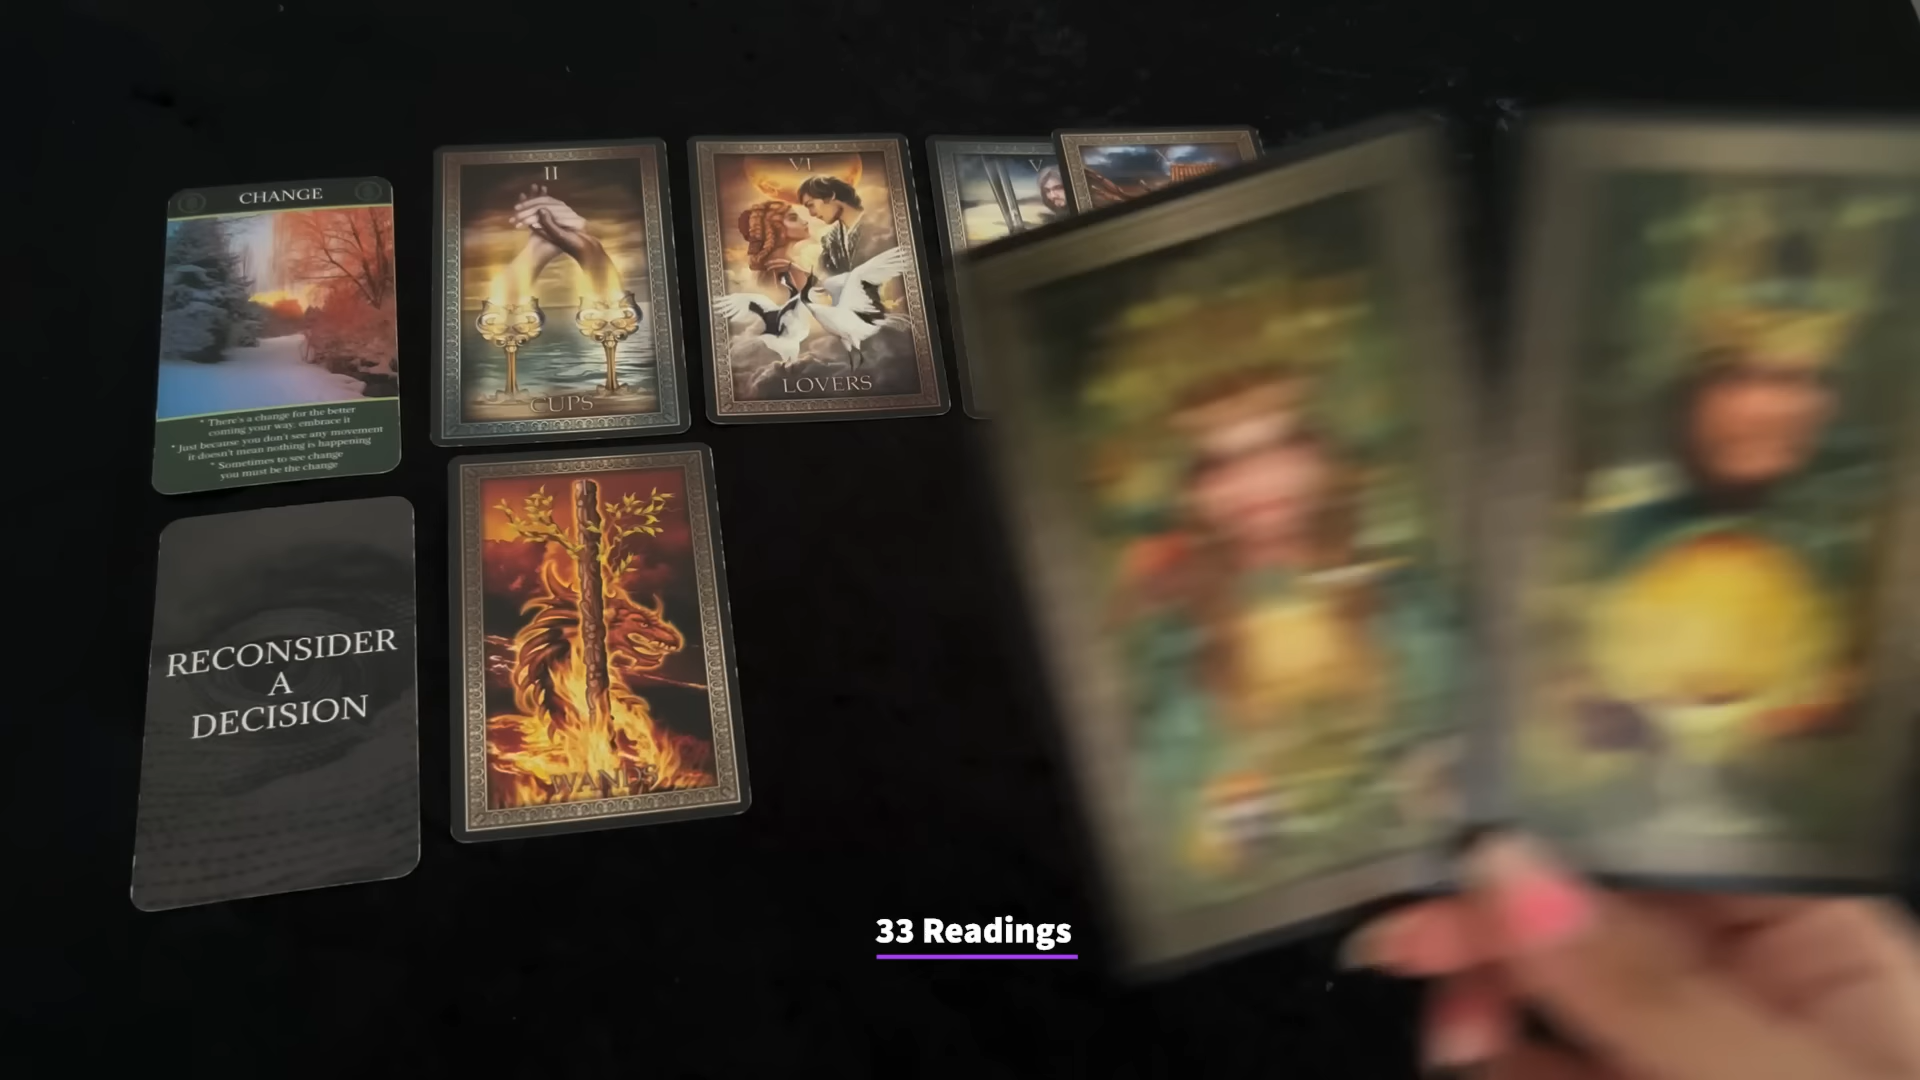 CHANGE
* There's a change for the better
coming your way, embrace it
* Just because you don't see any movement
it doesn't mean nothing is happening
* Sometimes to see change
you must be the change
II
CUPS
VI
LOVERS
V
RECONSIDER
A
DECISION
WANDS
33 Readings